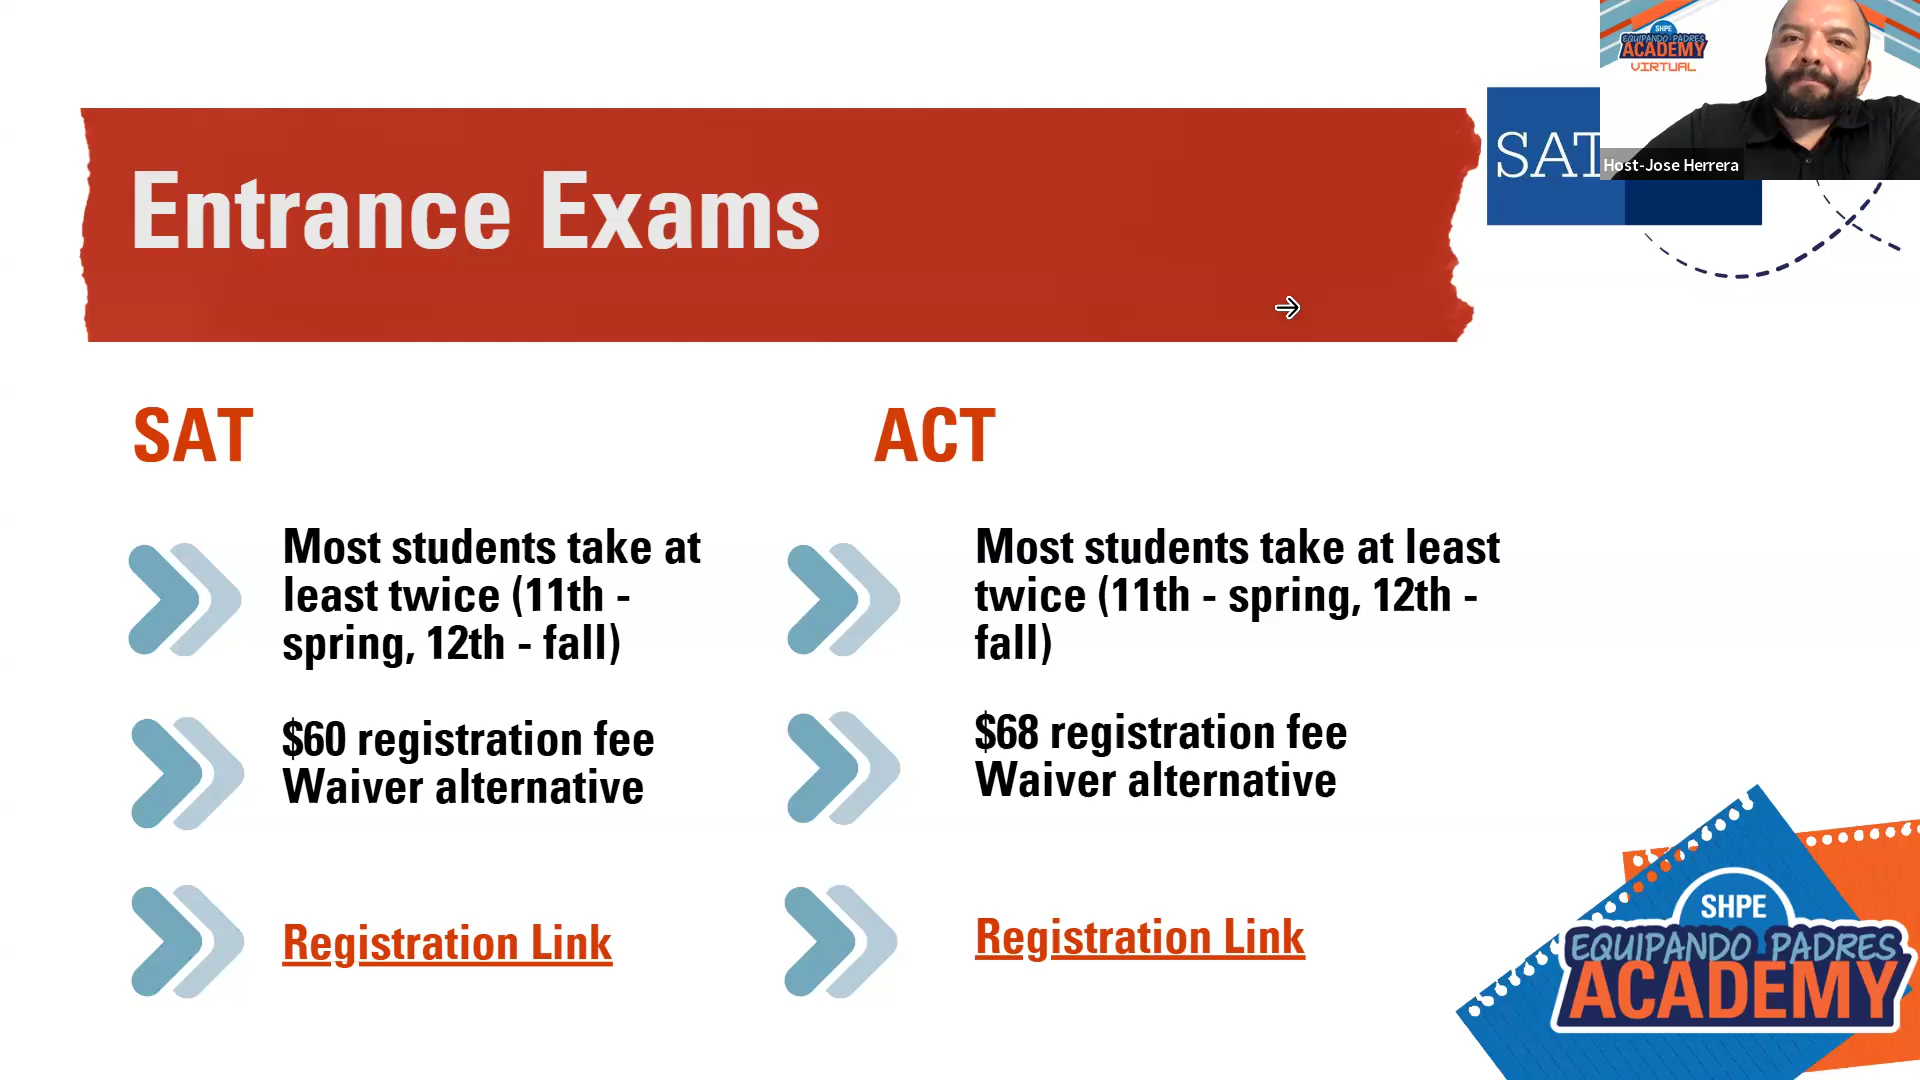 SHPE
EQUIPANDO PADRES
ACADEMY
VIRTUAL
SAT
Host-Jose Herrera
Entrance Exams
SAT
Most students take at
least twice (11th -
spring, 12th - fall)
$60 registration fee
Waiver alternative
Registration Link
ACT
Most students take at least
twice (11th - spring, 12th -
fall)
$68 registration fee
Waiver alternative
Registration Link
SHPE
EQUIPANDO PADRES
ACADEMY